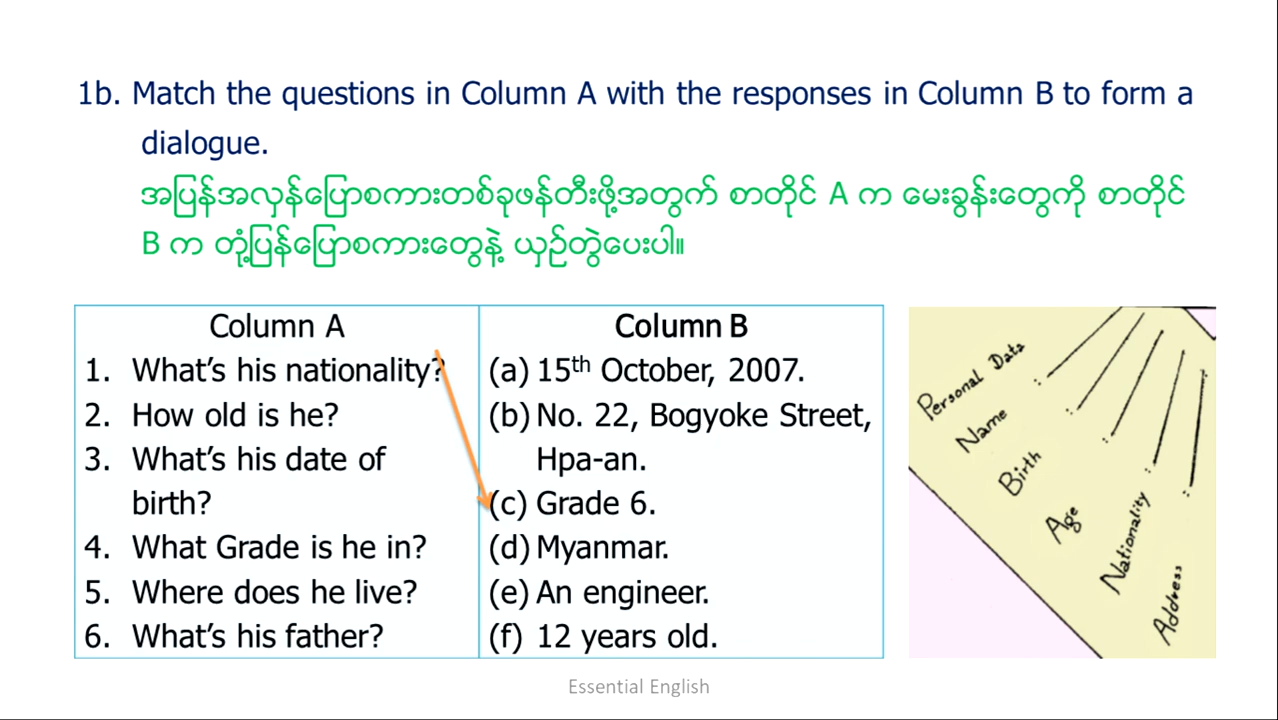 1b. Match the questions in Column A with the responses in Column B to form a
dialogue.
အပြန်အလှန်ပြောစကားတစ်ခုဖန်တီးဖို့အတွက် စာတိုင် A က မေးခွန်းတွေကို စာတိုင်
B က တုံ့ပြန်ပြောစကားတွေနဲ့ ယှဉ်တွဲပေးပါ။
Column A
1. What's his nationality?
2. How old is he?
3. What's his date of
birth?
4. What Grade is he in?
5. Where does he live?
6. What's his father?
Column B
(a) 15th October, 2007.
(b) No. 22, Bogyoke Street,
Hpa-an.
(c) Grade 6.
(d) Myanmar.
(e) An engineer.
(f) 12 years old.
Personal Data :
Name :
Birth :
Age :
Nationality :
Address
Essential English